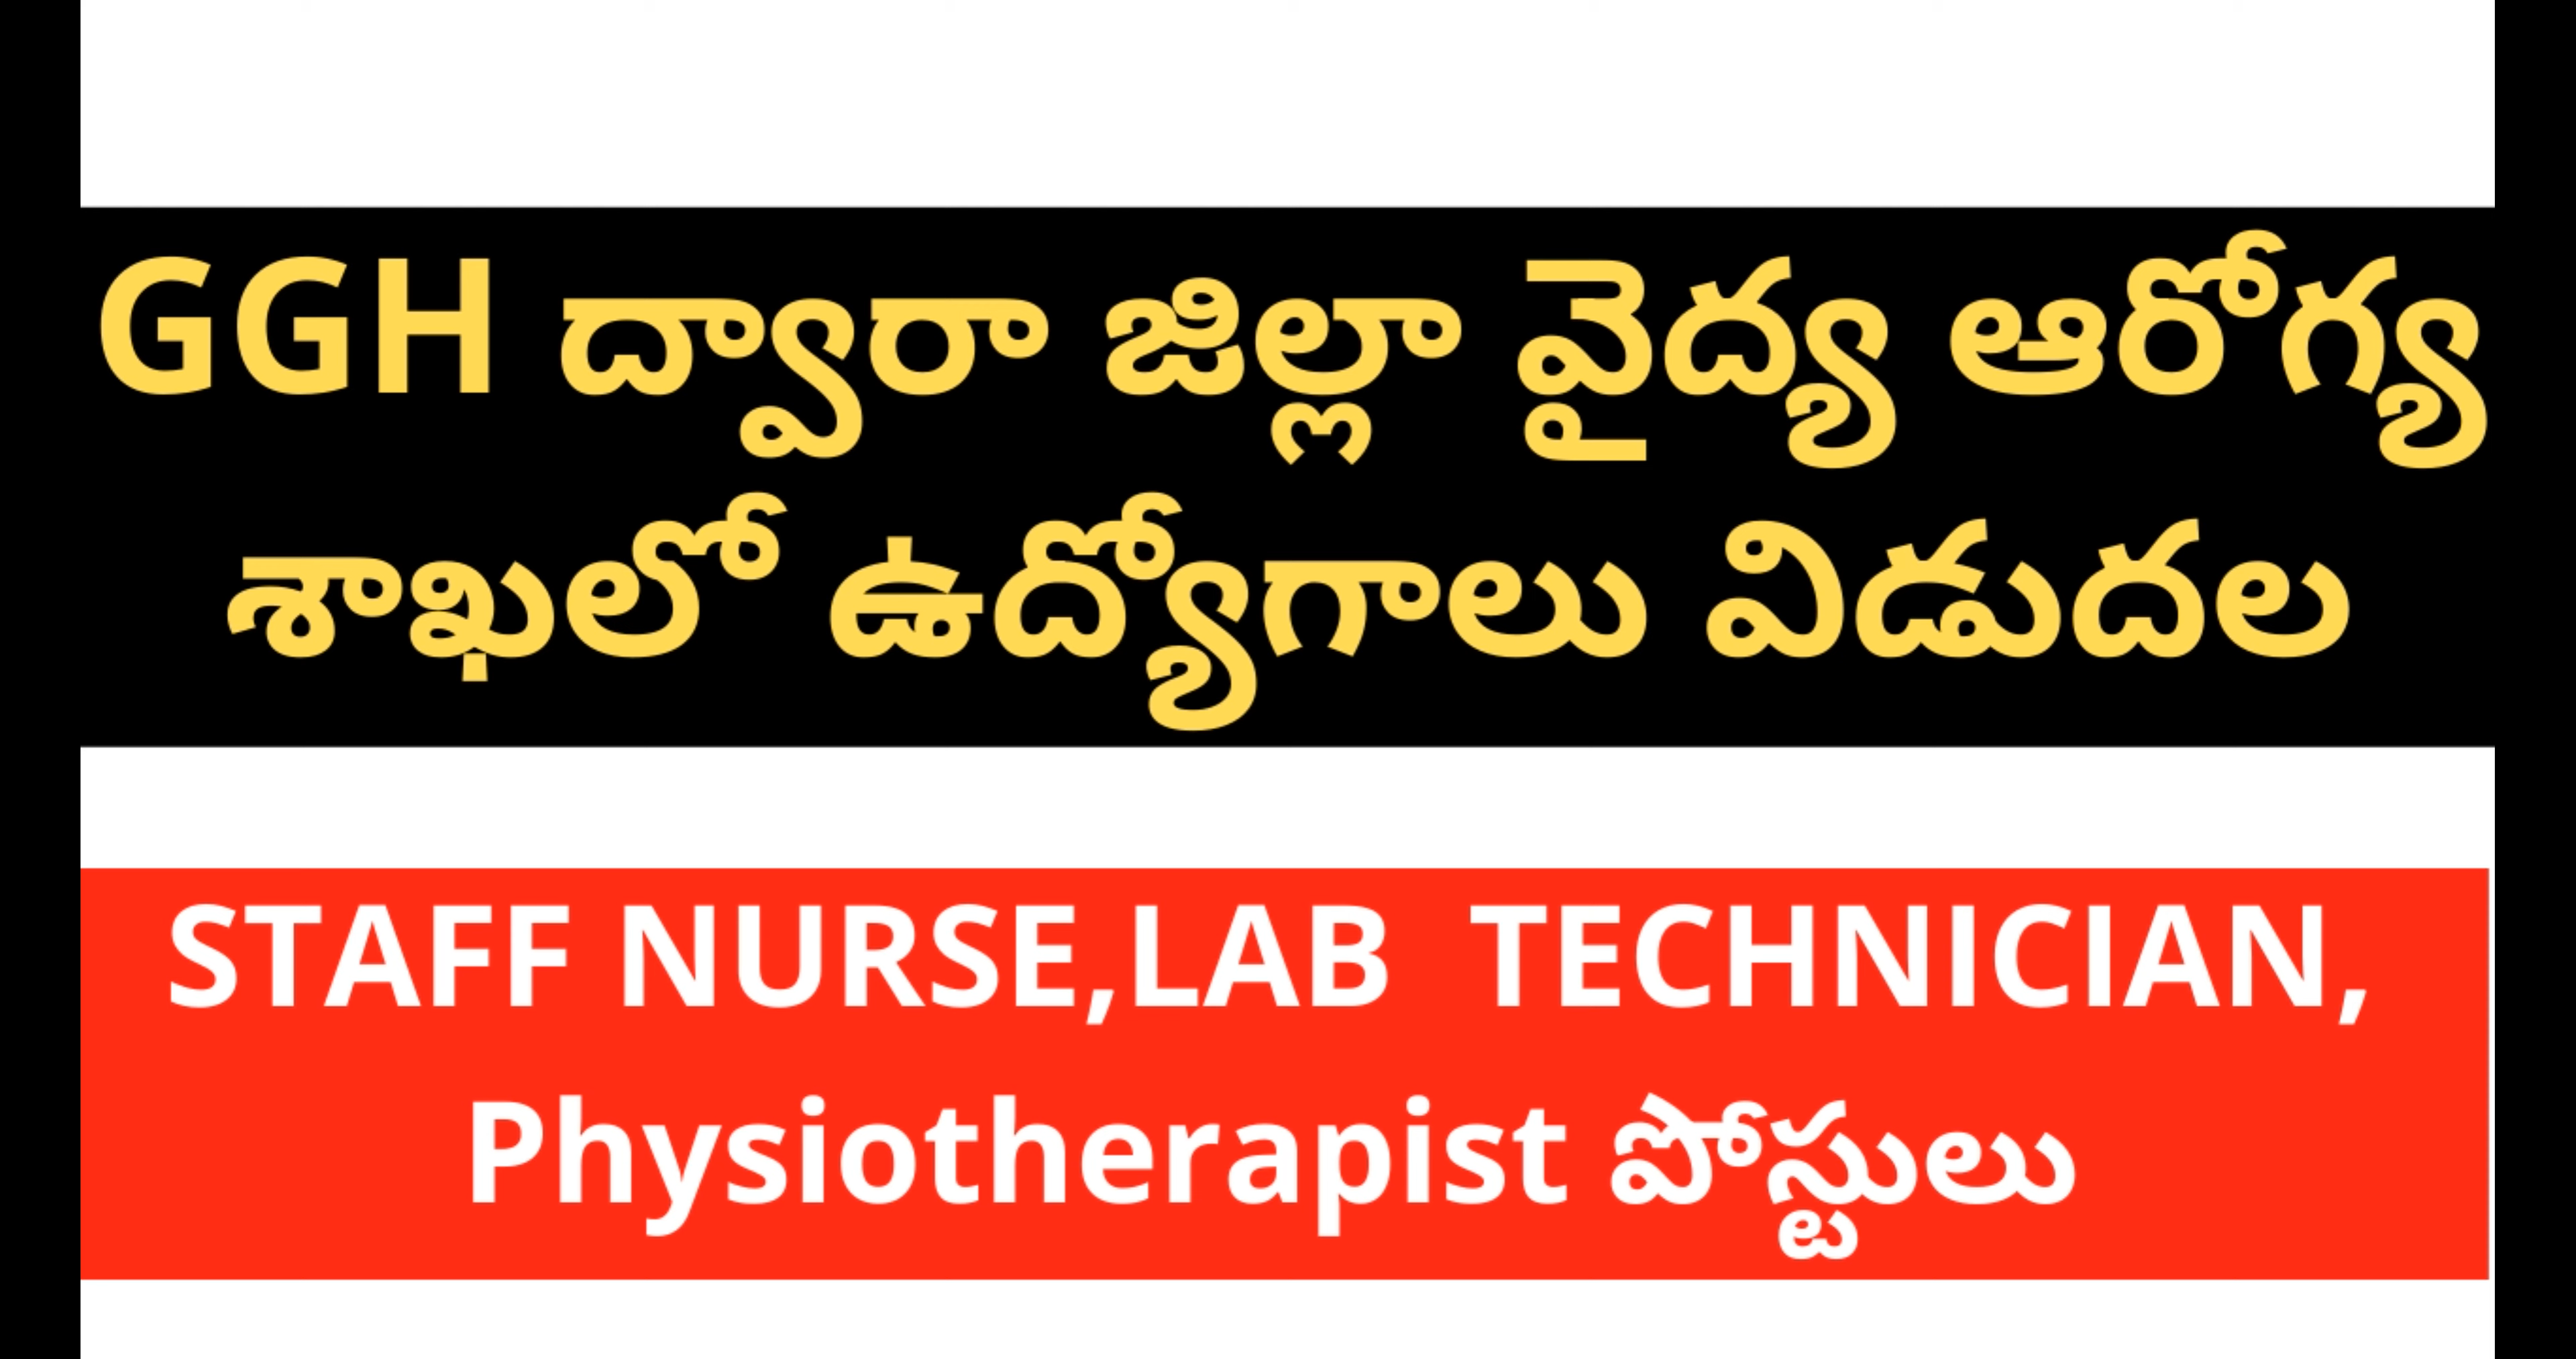 GGH ద్వారా జిల్లా వైద్య ఆరోగ్య
శాఖలో ఉద్యోగాలు విడుదల
STAFF NURSE,LAB  TECHNICIAN,
Physiotherapist పోస్టులు